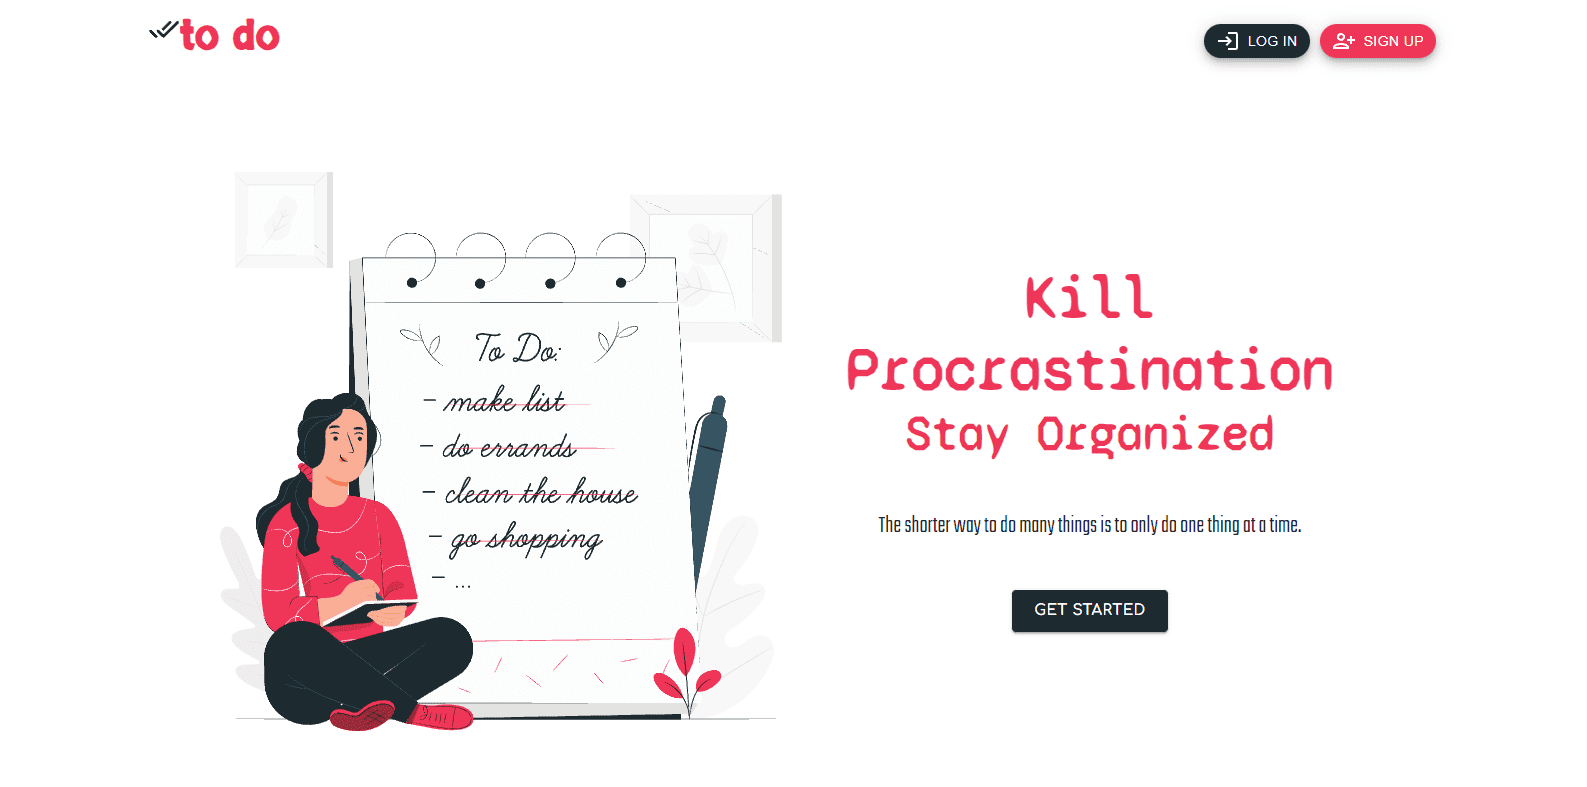 to do
LOG IN
SIGN UP
To Do:
- make list
- do errands
- clean the house
- go shopping
- ...
Kill
Procrastination
Stay Organized
The shorter way to do many things is to only do one thing at a time.
GET STARTED